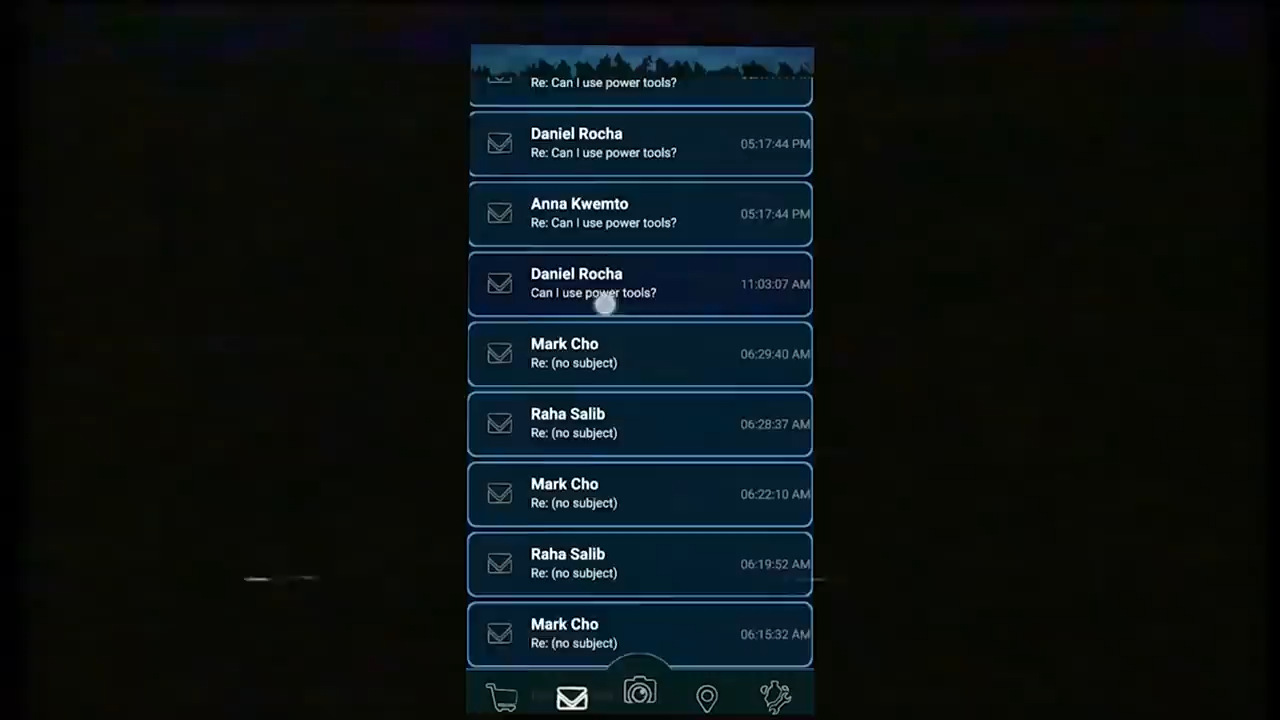 Re: Can I use power tools?
Daniel Rocha
Re: Can I use power tools?
05:17:44 PM
Anna Kwemto
Re: Can I use power tools?
05:17:44 PM
Daniel Rocha
Can I use power tools?
11:03:07 AM
Mark Cho
Re: (no subject)
06:29:40 AM
Raha Salib
Re: (no subject)
06:28:37 AM
Mark Cho
Re: (no subject)
06:22:10 AM
Raha Salib
Re: (no subject)
06:19:52 AM
Mark Cho
Re: (no subject)
06:15:32 AM